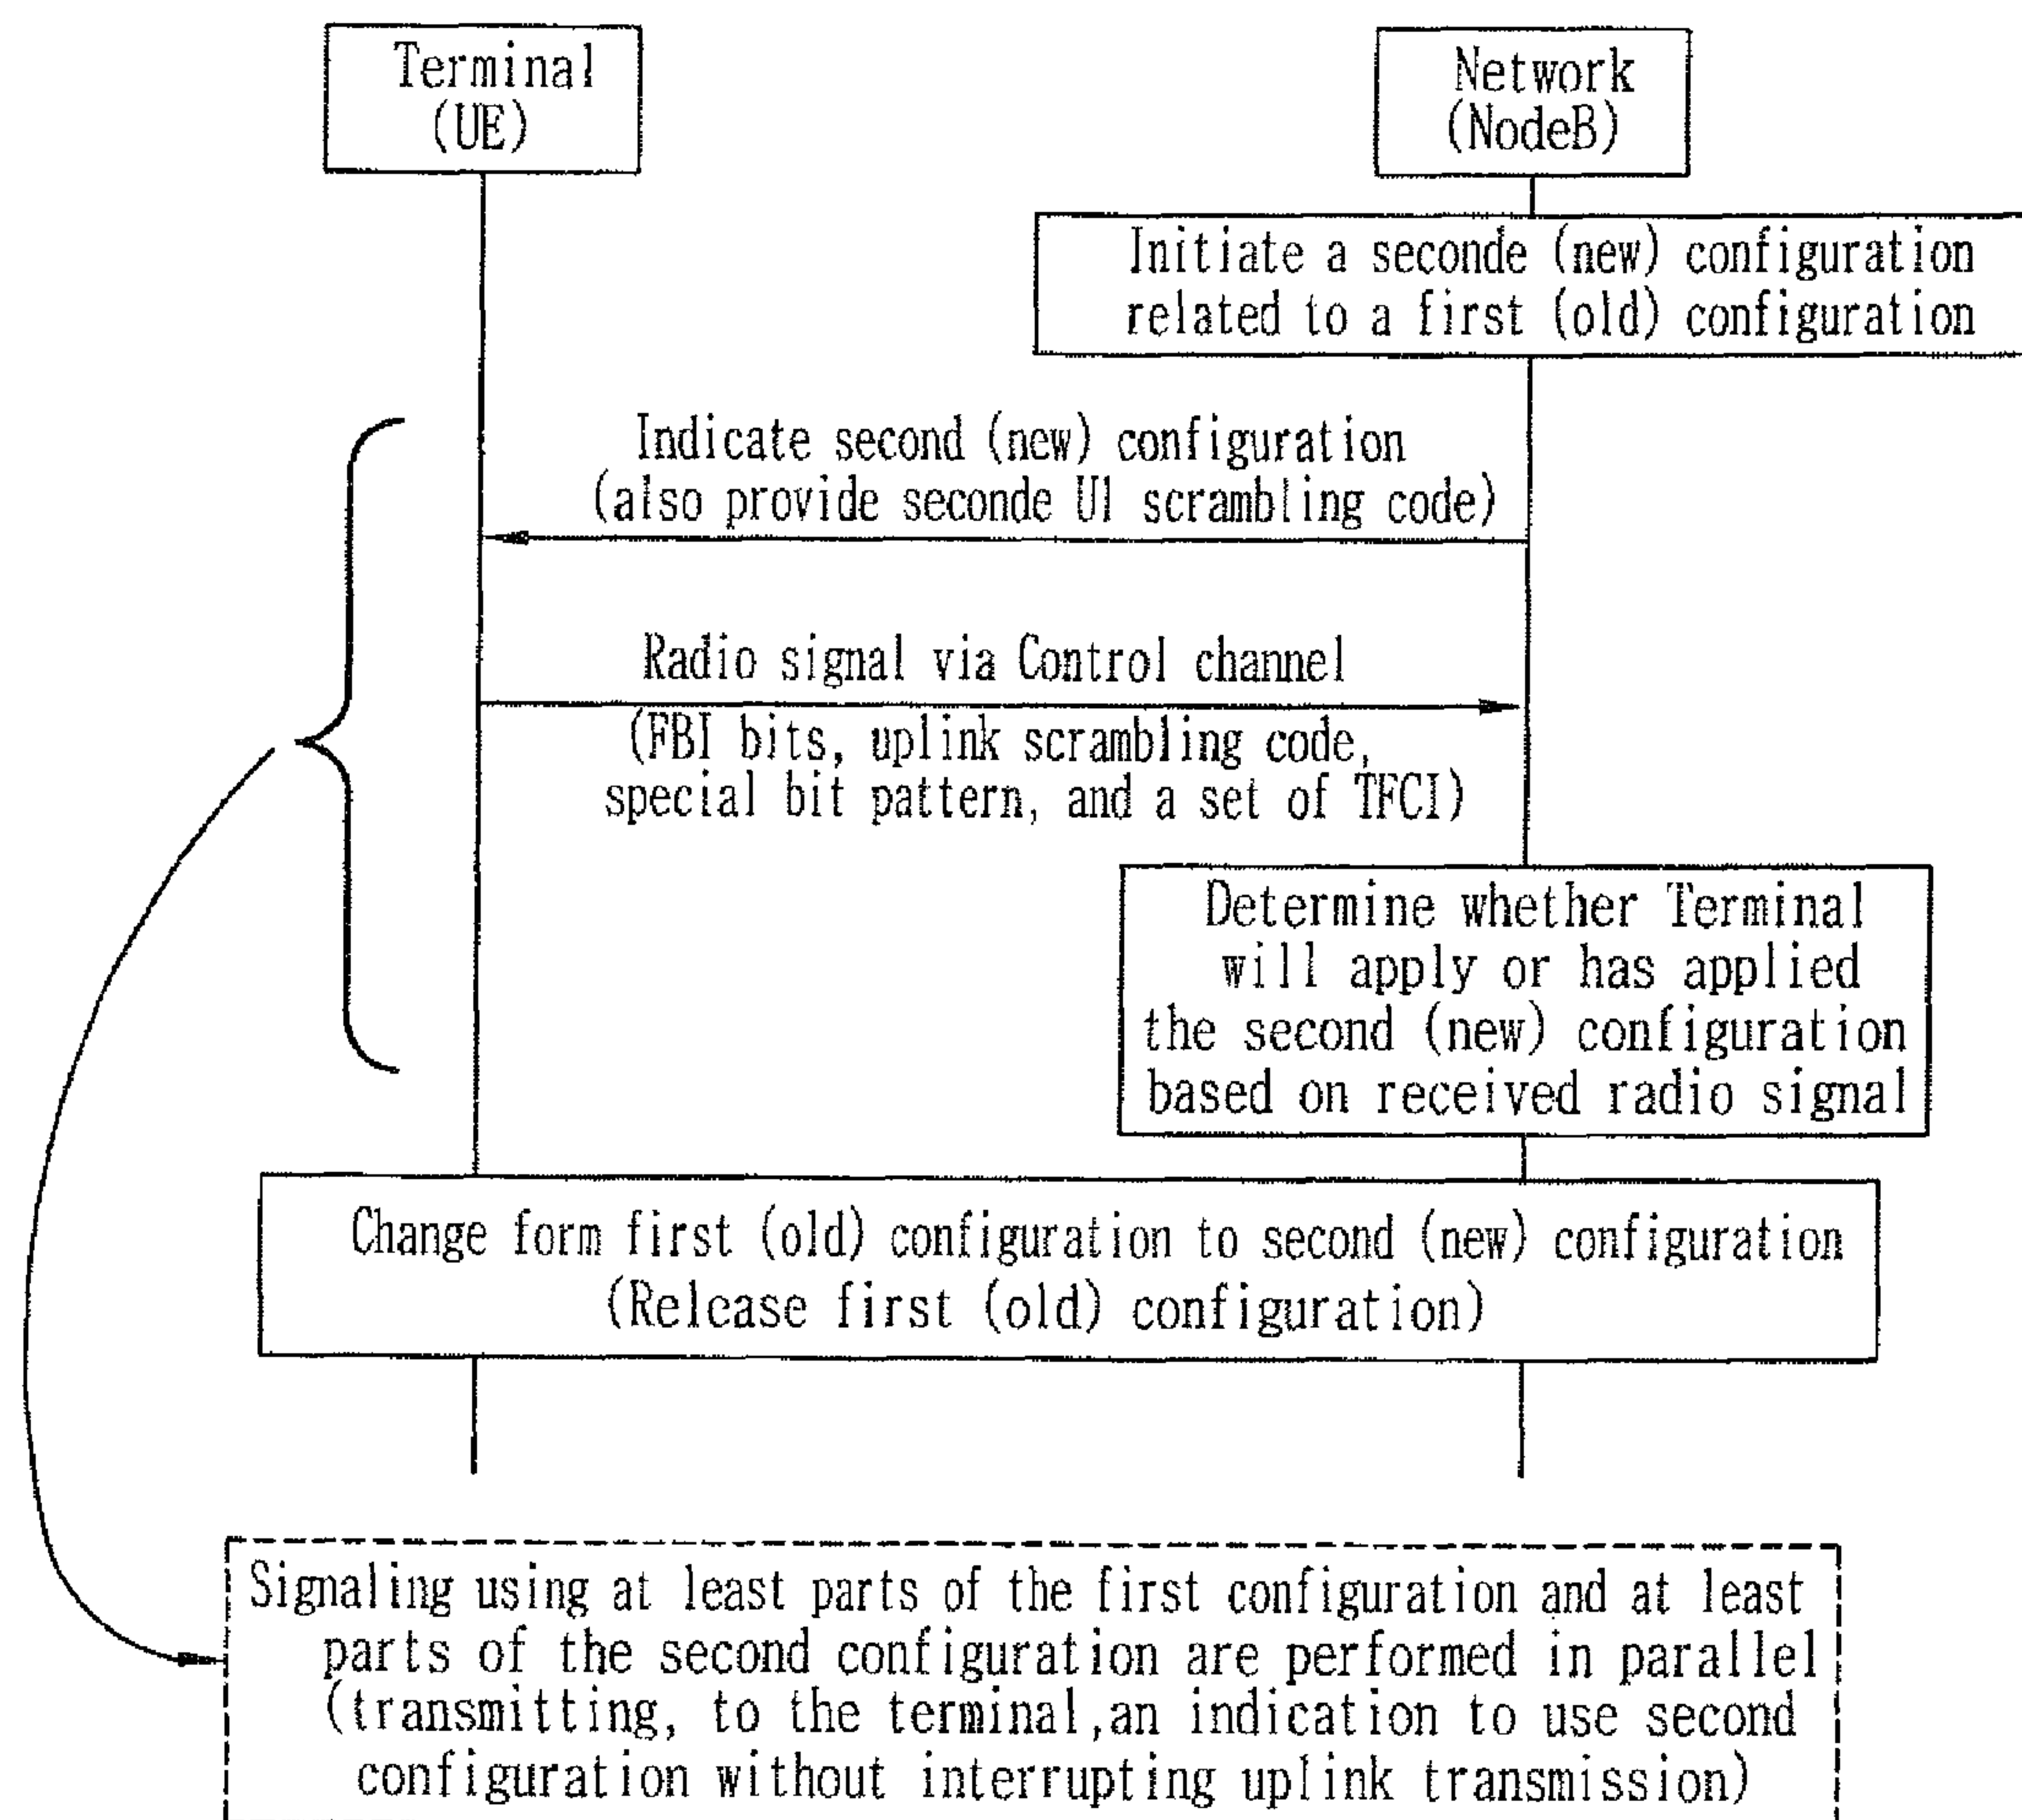 Terminal
(UE)
Network
(NodeB)
Initiate a seconde (new) configuration
related to a first (old) configuration
Indicate second (new) configuration
(also provide seconde Ul scrambling code)
Radio signal via Control channel
(FBI bits, uplink scrambling code,
special bit pattern, and a set of TFCI)
Determine whether Terminal
will apply or has applied
the second (new) configuration
based on received radio signal
Change form first (old) configuration to second (new) configuration
(Release first (old) configuration)
Signaling using at least parts of the first configuration and at least
parts of the second configuration are performed in parallel
(transmitting, to the terminal,an indication to use second
configuration without interrupting uplink transmission)